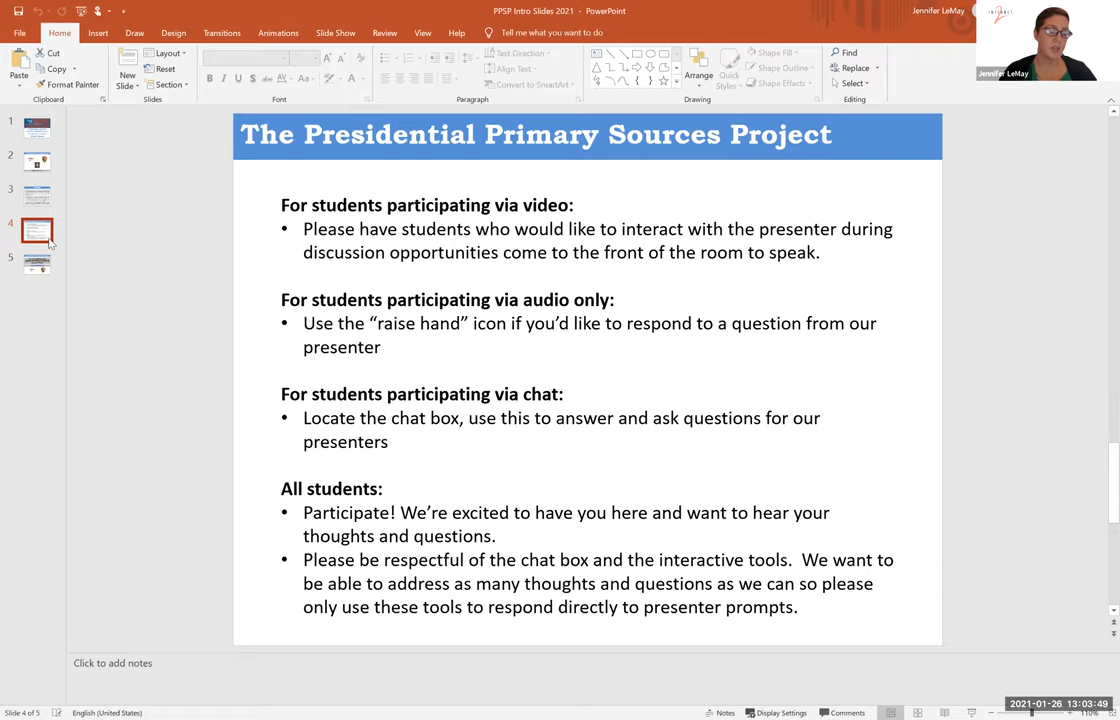 PPSP Intro Slides 2021 - PowerPoint
Jennifer LeMay
File Home Insert Draw Design Transitions Animations Slide Show Review View Help Tell me what you want to do
INTERNET
2
Jennifer LeMay
Paste
Cut
Copy
Format Painter
Clipboard
New
Slide
Layout
Reset
Section
Slides
B I U S abc AV Aa A
Font
Text Direction
Align Text
Convert to SmartArt
Paragraph
Arrange
Quick
Styles
Shape Fill
Shape Outline
Shape Effects
Drawing
Find
Replace
Select
Editing
1
2
3
4
5
The Presidential Primary Sources Project
For students participating via video:
• Please have students who would like to interact with the presenter during
discussion opportunities come to the front of the room to speak.
For students participating via audio only:
• Use the “raise hand” icon if you’d like to respond to a question from our
presenter
For students participating via chat:
• Locate the chat box, use this to answer and ask questions for our
presenters
All students:
• Participate! We’re excited to have you here and want to hear your
thoughts and questions.
• Please be respectful of the chat box and the interactive tools. We want to
be able to address as many thoughts and questions as we can so please
only use these tools to respond directly to presenter prompts.
Click to add notes
Slide 4 of 5 English (United States) Notes Display Settings Comments 110%
2021-01-26 13:03:49